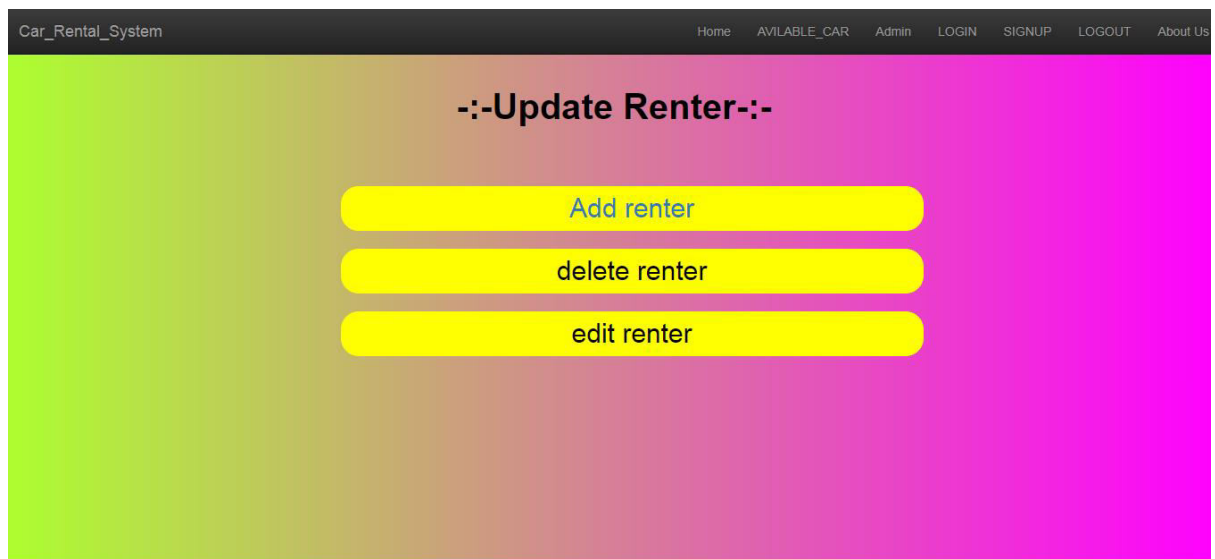 Car_Rental_System Home AVILABLE_CAR Admin LOGIN SIGNUP LOGOUT About Us
-:-Update Renter-:-
Add renter
delete renter
edit renter